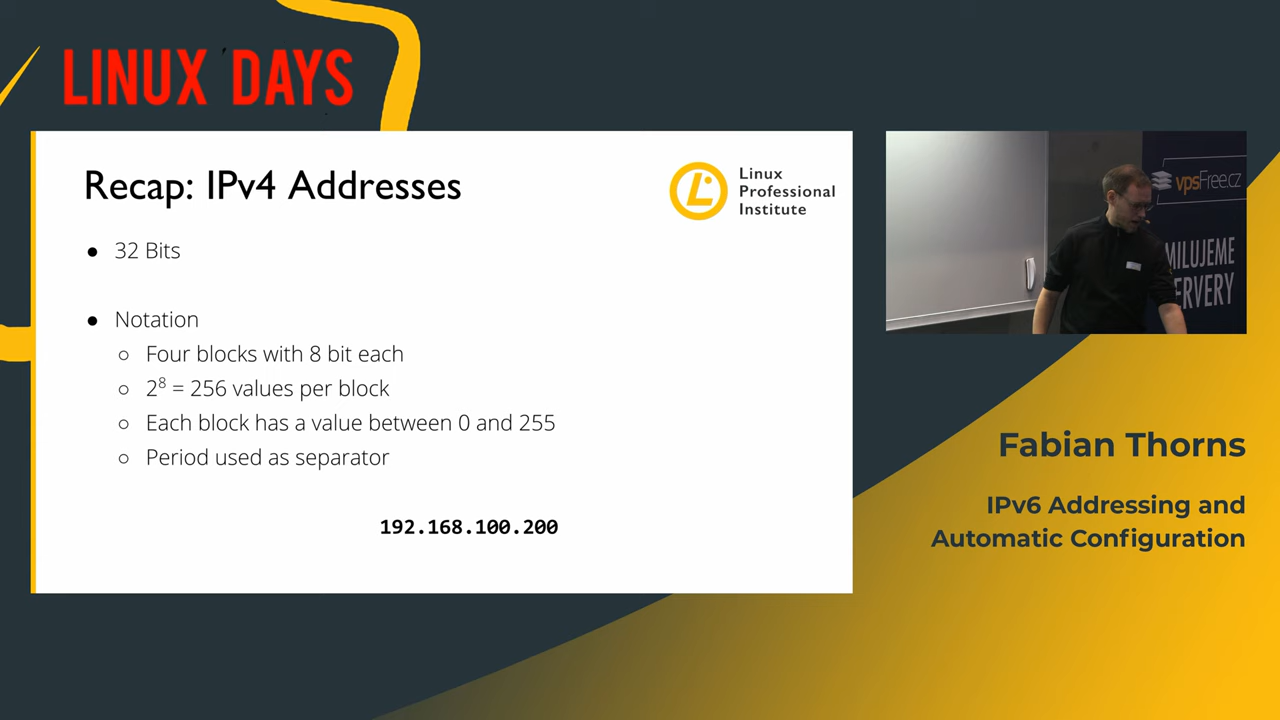 LINUX DAYS
Recap: IPv4 Addresses
Linux
Professional
Institute
● 32 Bits
● Notation
○ Four blocks with 8 bit each
○ 2⁸ = 256 values per block
○ Each block has a value between 0 and 255
○ Period used as separator
192.168.100.200
vpsFree.cz
MILUJEME
ERVERY
Fabian Thorns
IPv6 Addressing and
Automatic Configuration